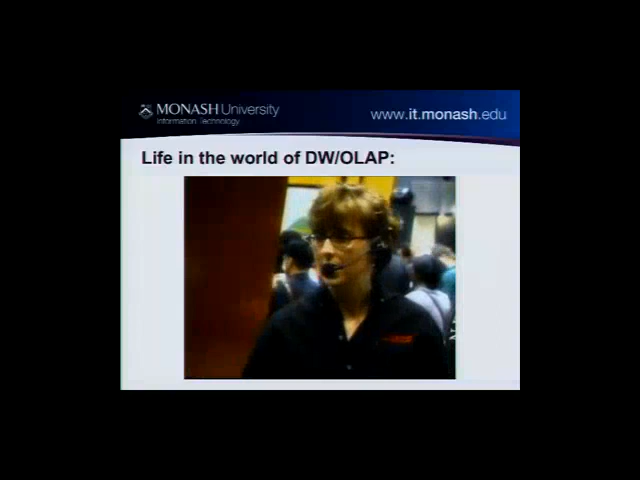 MONASH University
Information Technology
www.it.monash.edu
Life in the world of DW/OLAP: